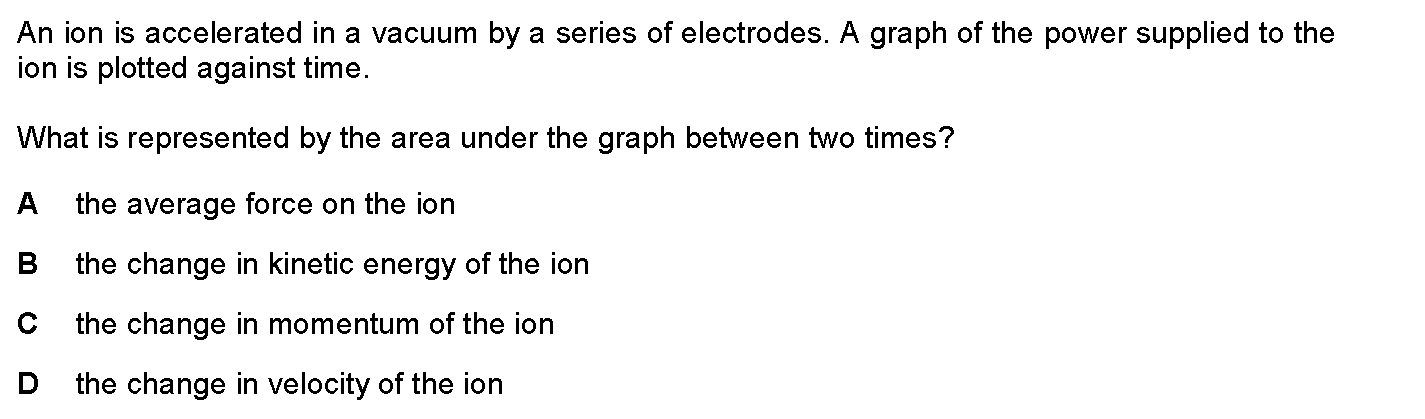 An ion is accelerated in a vacuum by a series of electrodes. A graph of the power supplied to the
ion is plotted against time.
What is represented by the area under the graph between two times?
A the average force on the ion
B the change in kinetic energy of the ion
C the change in momentum of the ion
D the change in velocity of the ion